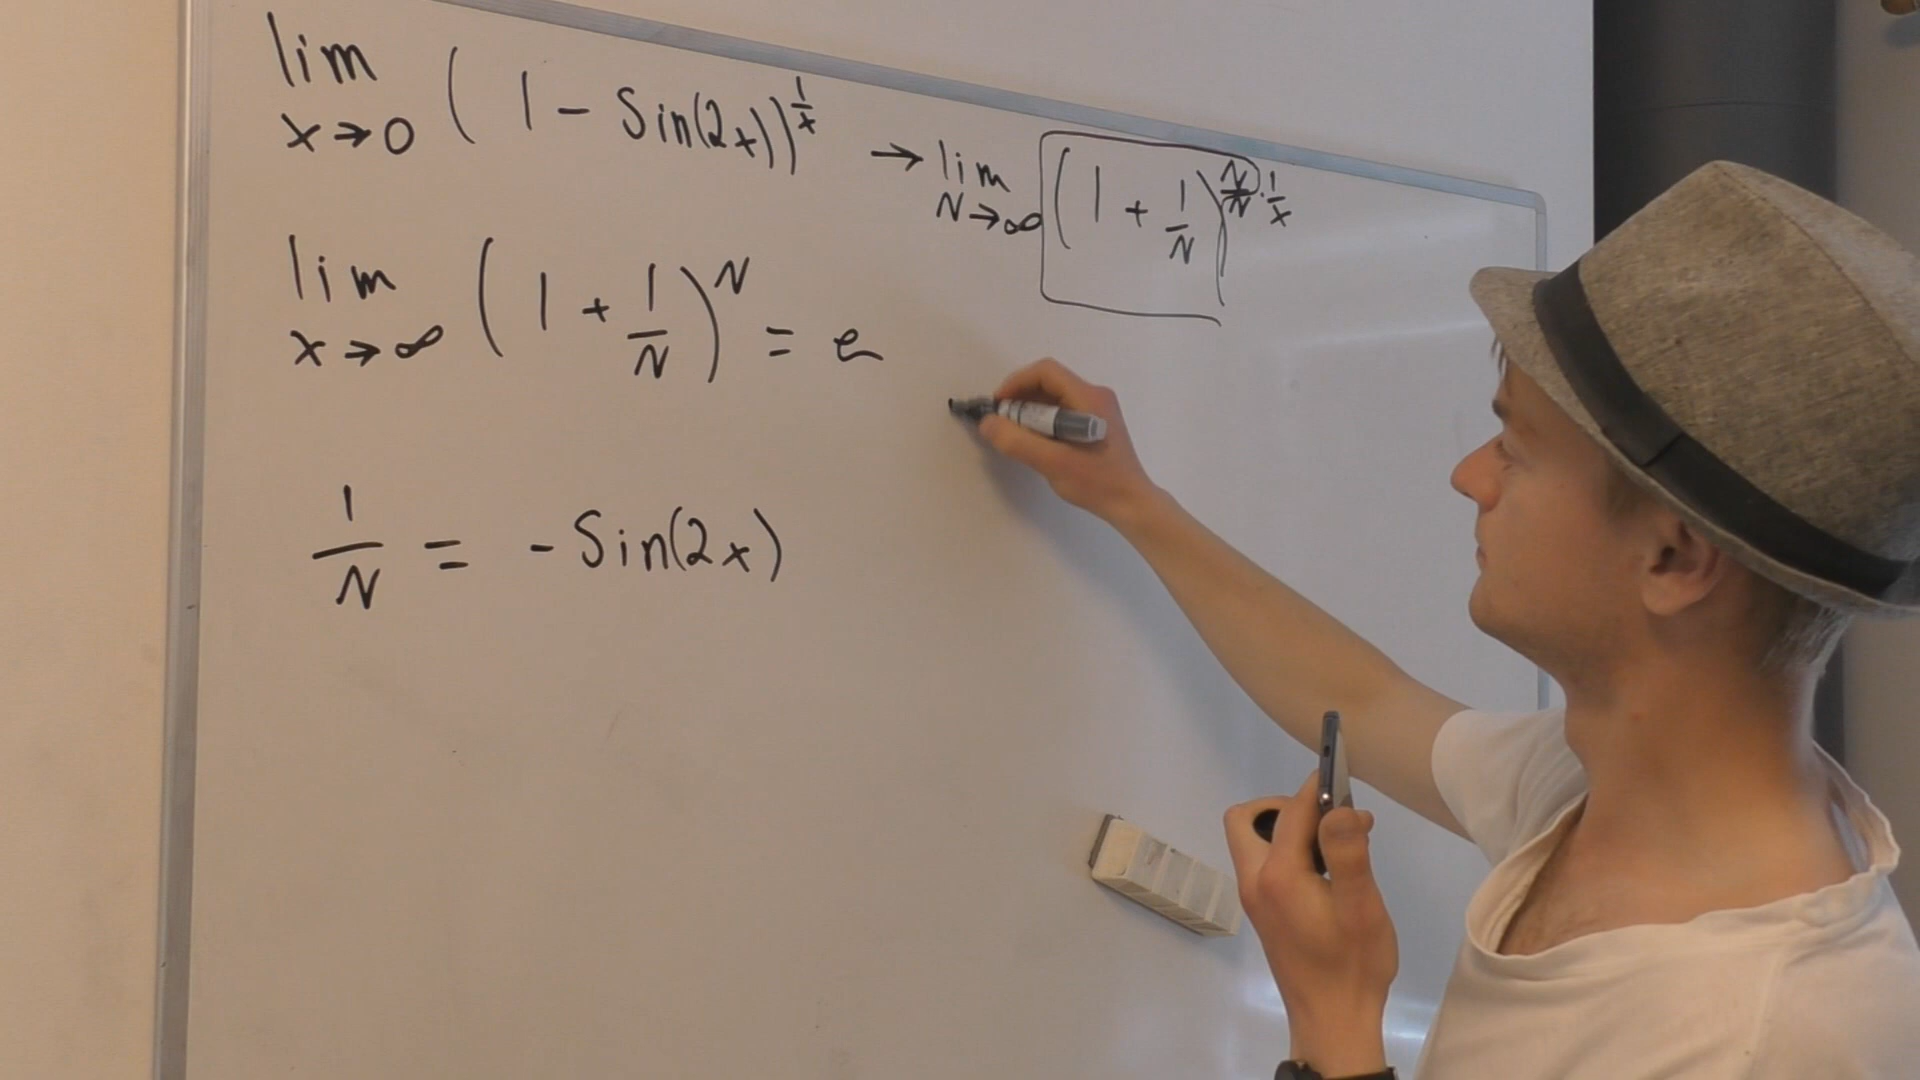 lim x→0 (1 - Sin(2x))^(1/x) → lim N→∞ (1 + 1/N)^(N/N · 1/x)
lim x→∞ (1 + 1/N)^N = e
1/N = - Sin(2x)